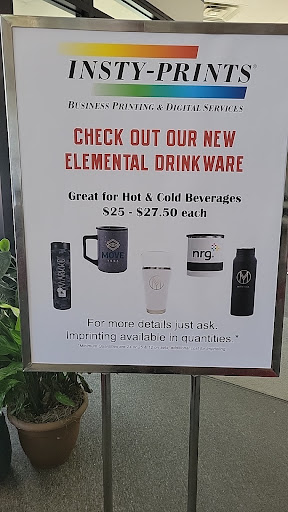 INSTY-PRINTS®
BUSINESS PRINTING & DIGITAL SERVICES
CHECK OUT OUR NEW
ELEMENTAL DRINKWARE
Great for Hot & Cold Beverages
$25 - $27.50 each
MOVE
nrg.
For more details just ask.
Imprinting available in quantities.*